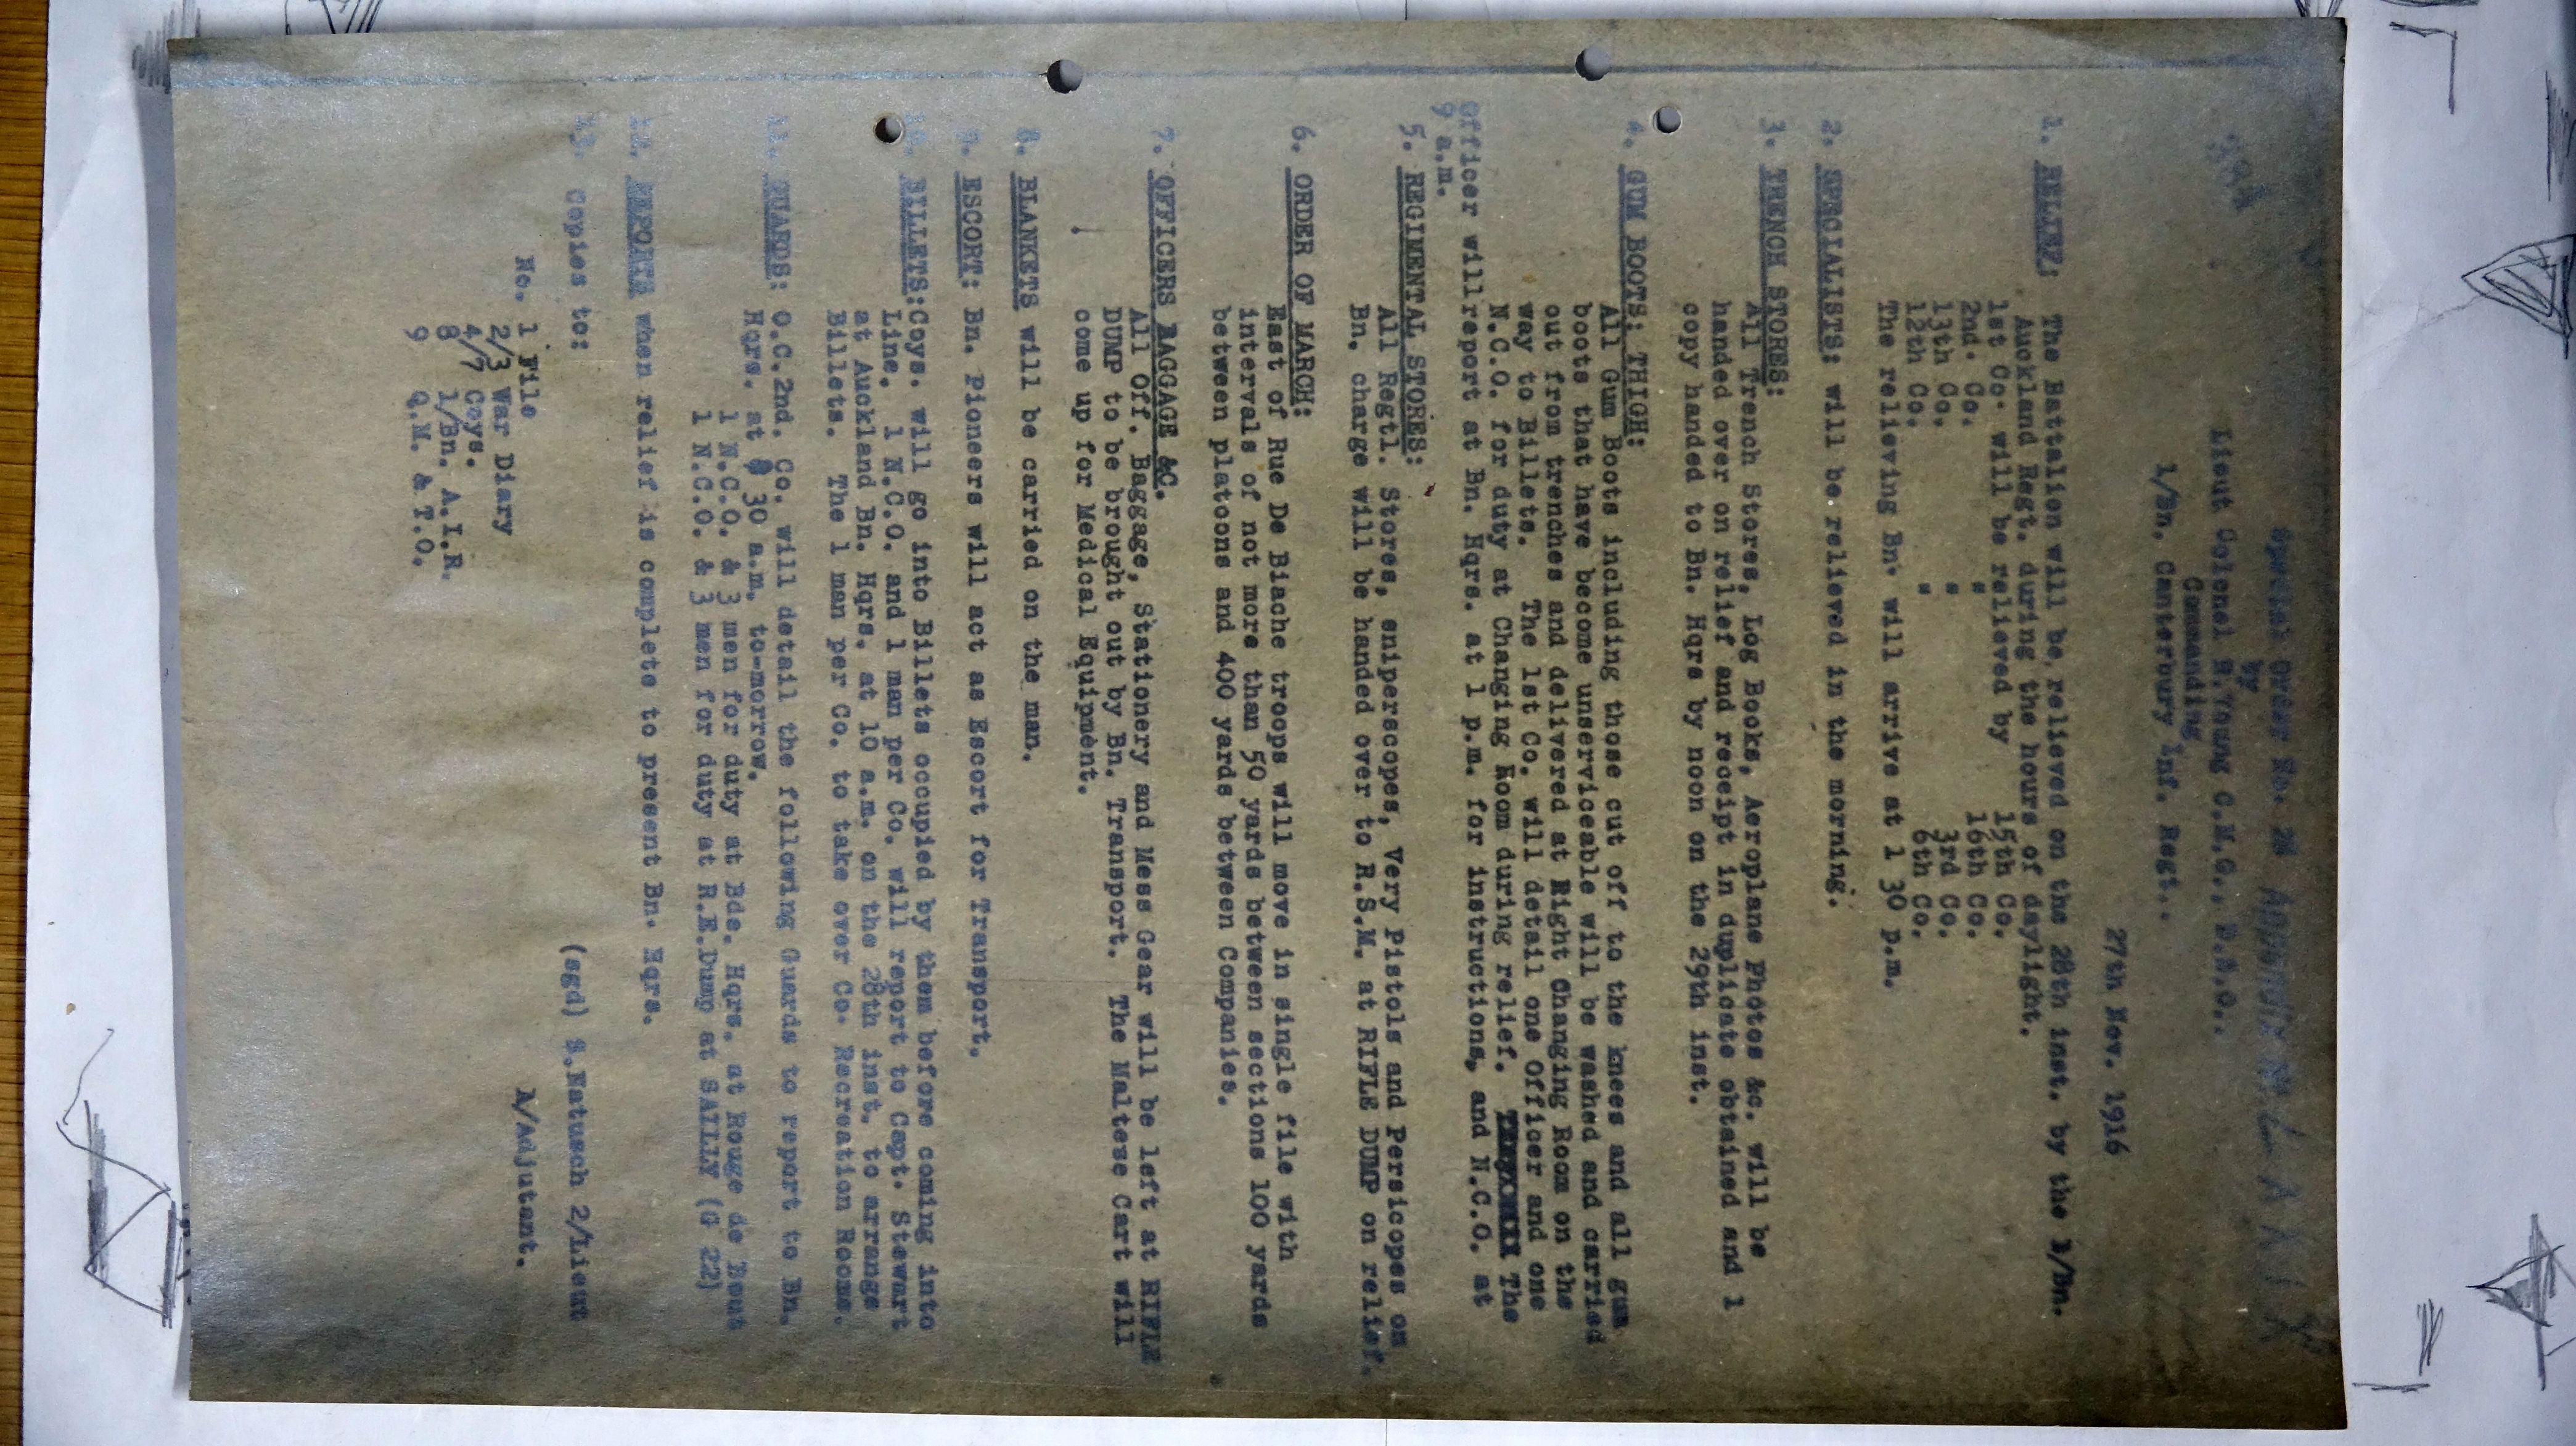 Special Order No. 28
by
Lieut Colonel R.Young C.M.G., D.S.O.,
Commanding
1/Bn. Canterbury Inf. Regt..
27th Nov. 1916
1. RELIEF: The Battalion will be relieved on the 28th inst. by the 1/Bn.
Auckland Regt. during the hours of daylight.
1st Co. will be relieved by 15th Co.
2nd. Co. " 16th Co.
13th Co. " 3rd Co.
12th Co. " 6th Co.
The relieving Bn. will arrive at 1 30 p.m.
2. SPECIALISTS: will be relieved in the morning.
3. TRENCH STORES:
All Trench Stores, Log Books, Aeroplane Photos &c. will be
handed over on relief and receipt in duplicate obtained and 1
copy handed to Bn. Hqrs by noon on the 29th inst.
4. GUM BOOTS: THIGH:
All Gum Boots including those cut off to the knees and all gum
boots that have become unserviceable will be washed and carried
out from trenches and delivered at Right Changing Room on the
way to Billets. The 1st Co. will detail one Officer and one
N.C.O. for duty at Changing Room during relief. The
officer will report at Bn. Hqrs. at 1 p.m. for instructions, and N.C.O. at
9 a.m.
5. REGIMENTAL STORES:
All Regtl. Stores, sniperscopes, Very Pistols and Persicopes on
Bn. charge will be handed over to R.S.M. at RIFLE DUMP on relief.
6. ORDER OF MARCH:
East of Rue De Biache troops will move in single file with
intervals of not more than 50 yards between sections 100 yards
between platoons and 400 yards between Companies.
7. OFFICERS BAGGAGE &C.
All Off. Baggage, Stationery and Mess Gear will be left at RIFLE
DUMP to be brought out by Bn. Transport. The Maltese Cart will
come up for Medical Equipment.
8. BLANKETS will be carried on the man.
9. ESCORT: Bn. Pioneers will act as Escort for Transport.
10. BILLETS:Coys. will go into Billets occupied by them before coming into
Line. 1 N.C.O. and 1 man per Co. will report to Capt. Stewart
at Auckland Bn. Hqrs. at 10 a.m. on the 28th inst. to arrange
Billets. The 1 man per Co. to take over Co. Recreation Rooms.
11. GUARDS: O.C.2nd. Co. will detail the following Guards to report to Bn.
Hqrs. at 30 a.m. to-morrow.
1 N.C.O. & 3 men for duty at Bde. Hqrs. at Rouge de Bout
1 N.C.O. & 3 men for duty at R.E.Dump at SAILLY (G 22)
12. REPORTS when relief is complete to present Bn. Hqrs.
13. Copies to:
(sgd) S.Natusch 2/Lieut
A/Adjutant.
No. 1 File
2/3 War Diary
4/7 Coys.
8 1/Bn. A.I.R.
9 Q.M. & T.O.